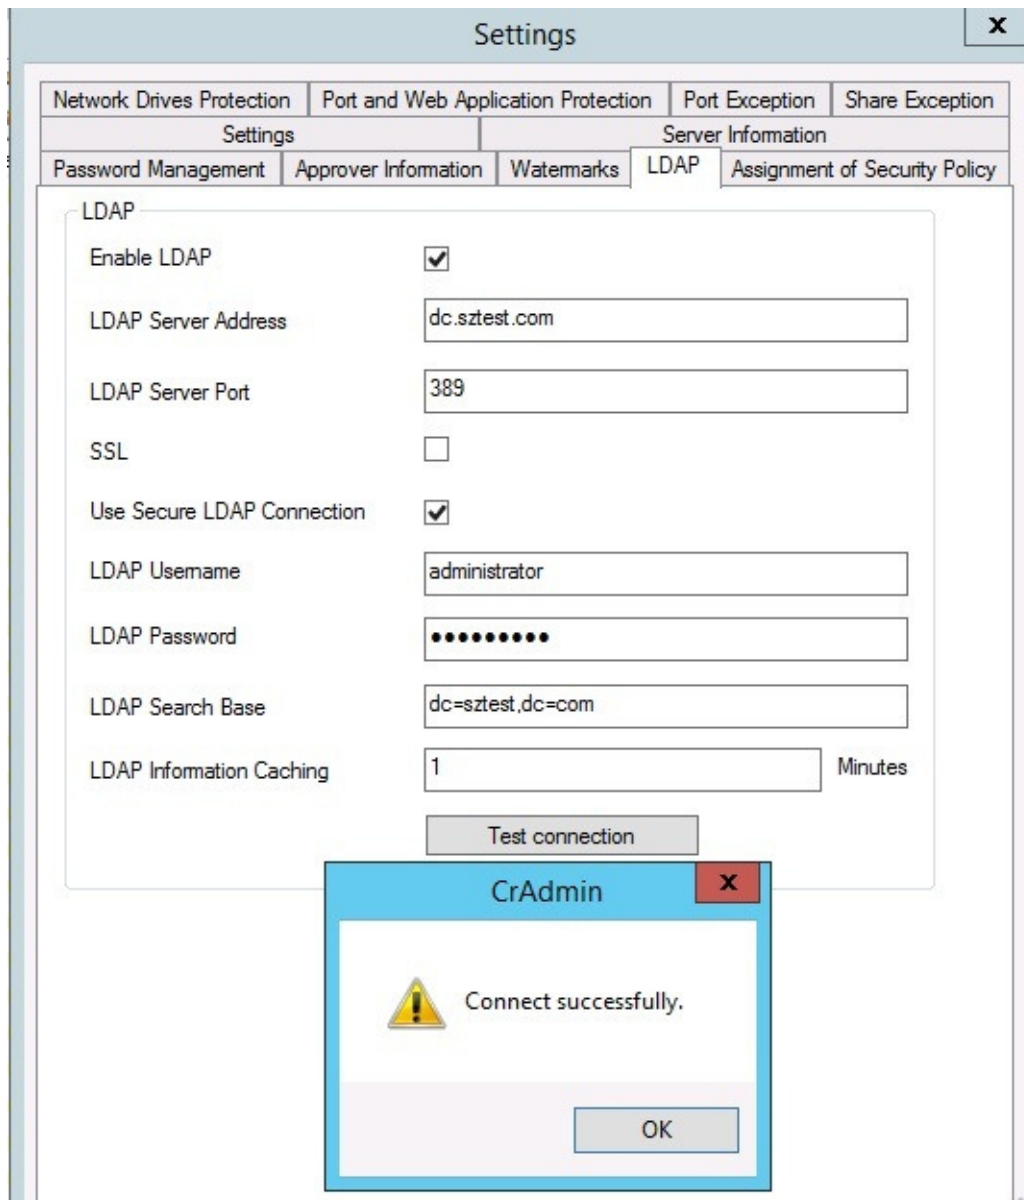 Settings
x
Network Drives Protection
Port and Web Application Protection
Port Exception
Share Exception
Settings
Server Information
Password Management
Approver Information
Watermarks
LDAP
Assignment of Security Policy
LDAP
Enable LDAP
LDAP Server Address
dc.sztest.com
LDAP Server Port
389
SSL
Use Secure LDAP Connection
LDAP Username
administrator
LDAP Password
•••••••••
LDAP Search Base
dc=sztest,dc=com
LDAP Information Caching
1
Minutes
Test connection
CrAdmin
x
Connect successfully.
OK